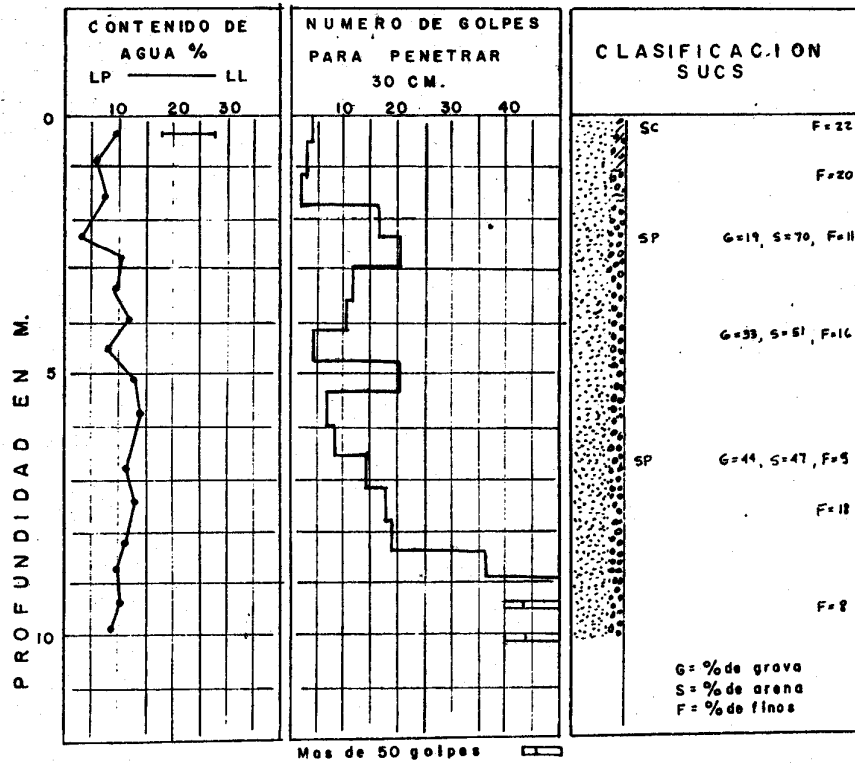 CONTENIDO DE
AGUA %
LP LL
10 20 30
NUMERO DE GOLPES
PARA PENETRAR
30 CM.
10 20 30 40
CLASIFICACION
SUCS
PROFUNDIDAD EN M.
0
5
10
SC F=22
F=20
SP G=19, S=70, F=11
G=33, S=51, F=16
SP G=44, S=47, F=9
F=18
F=8
G= % de grava
S= % de arena
F= % de finos
Mas de 50 golpes